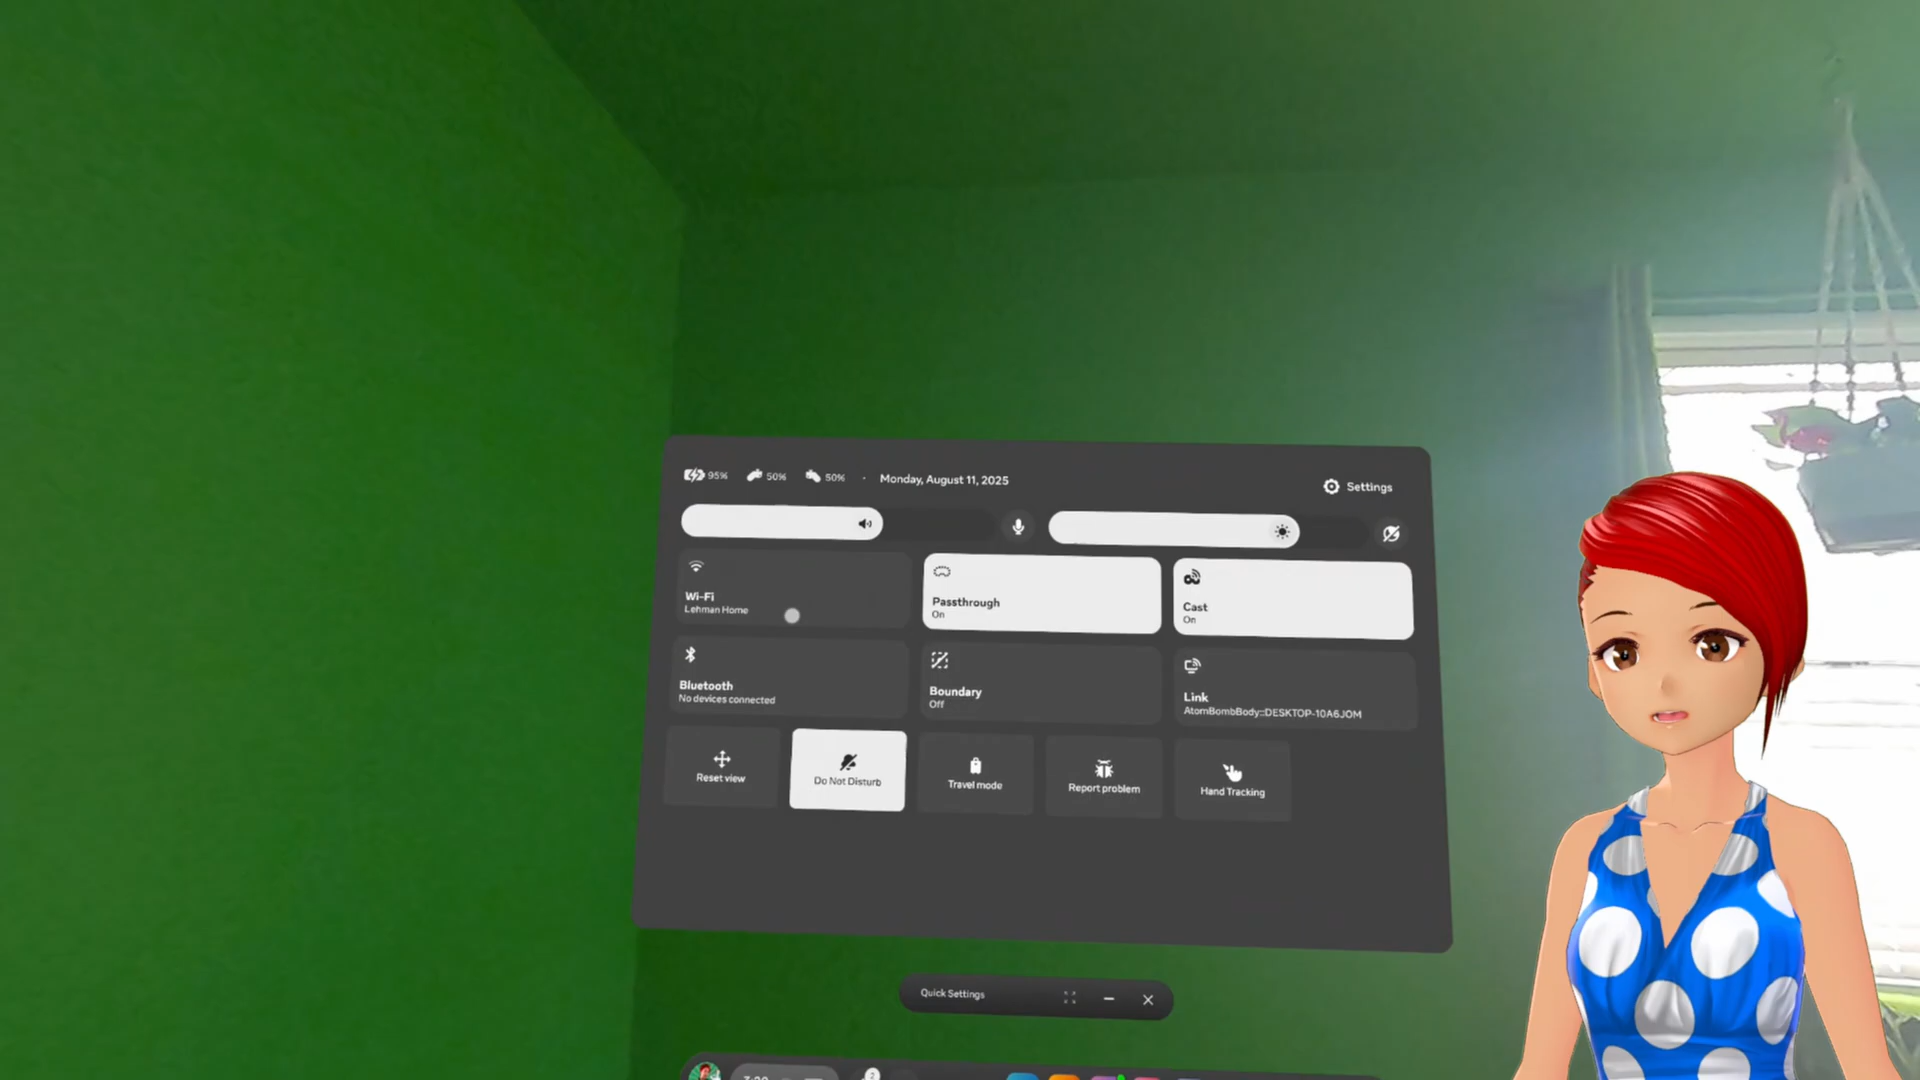 95% 50% 50% · Monday, August 11, 2025 Settings
Wi-Fi
Lehman Home
Passthrough
On
Cast
On
Bluetooth
No devices connected
Boundary
Off
Link
AtomBombBody::DESKTOP-10A6JOM
Reset view
Do Not Disturb
Travel mode
Report problem
Hand Tracking
Quick Settings
2